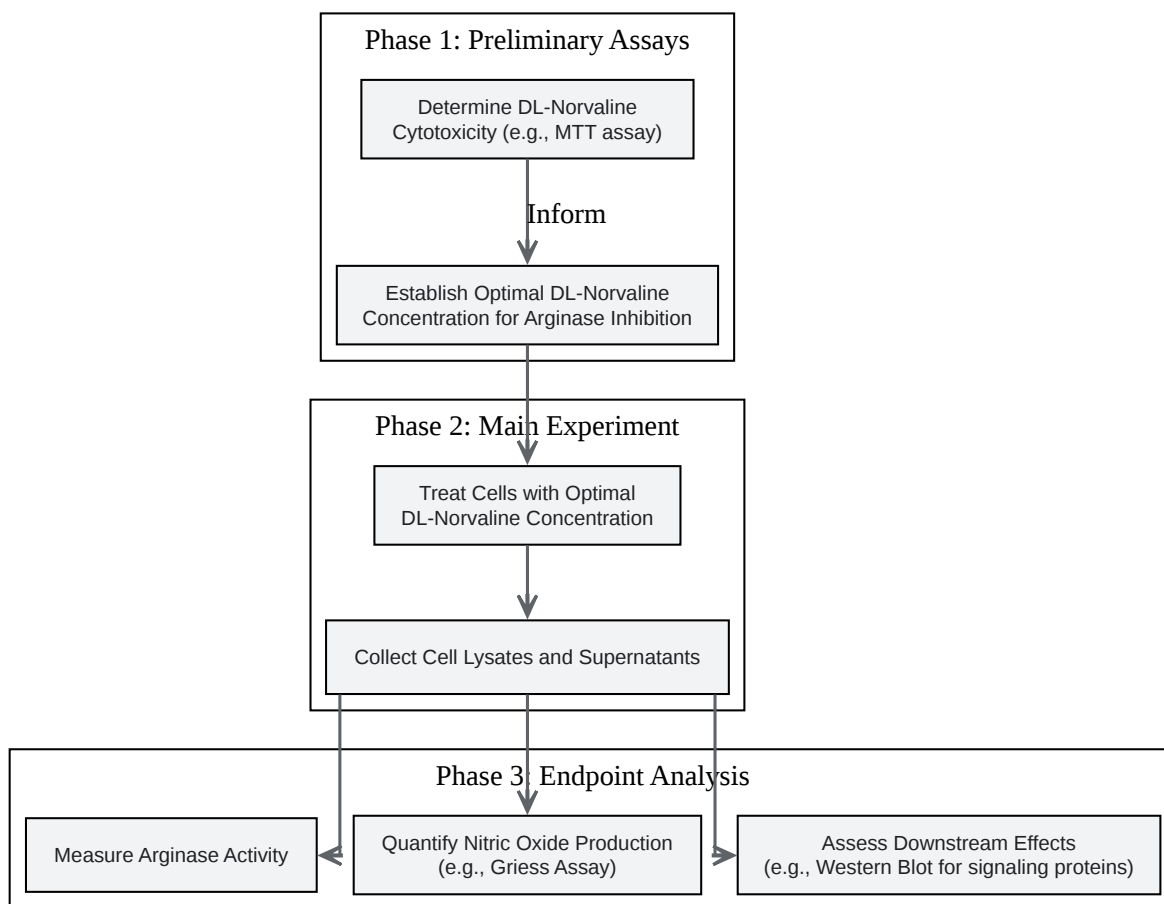 Phase 1: Preliminary Assays
Determine DL-Norvaline
Cytotoxicity (e.g., MTT assay)
Inform
Establish Optimal DL-Norvaline
Concentration for Arginase Inhibition
Phase 2: Main Experiment
Treat Cells with Optimal
DL-Norvaline Concentration
Collect Cell Lysates and Supernatants
Phase 3: Endpoint Analysis
Measure Arginase Activity
Quantify Nitric Oxide Production
(e.g., Griess Assay)
Assess Downstream Effects
(e.g., Western Blot for signaling proteins)